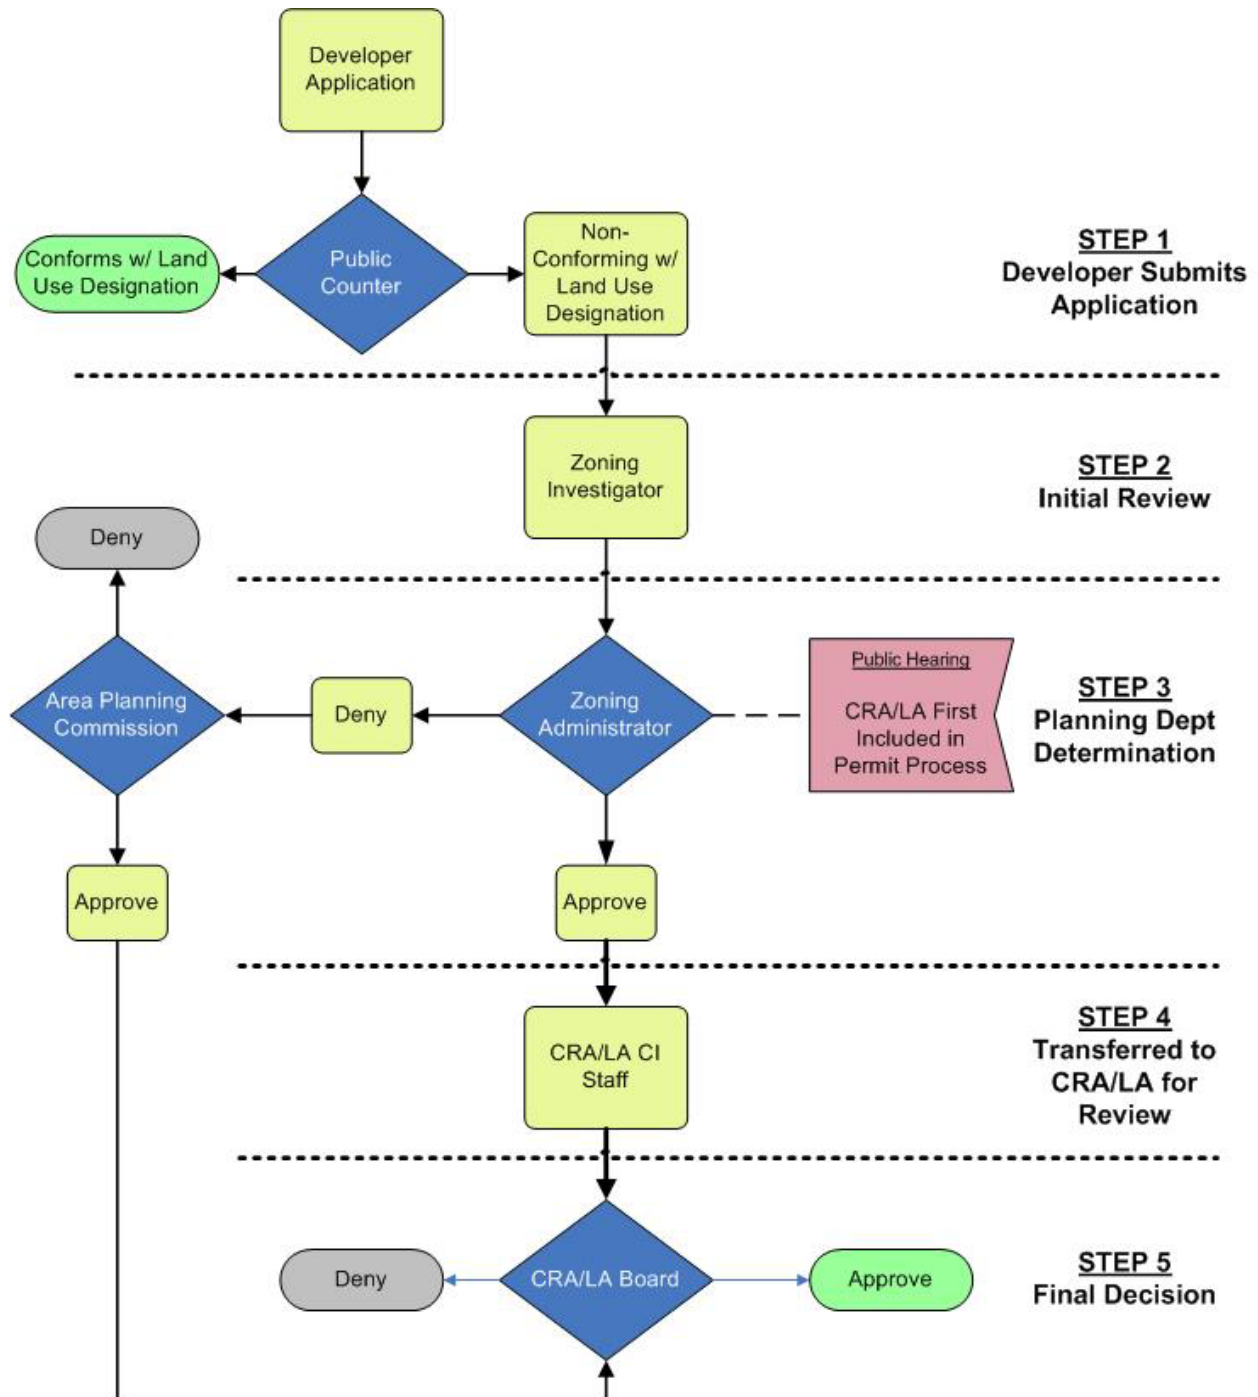 Developer
Application
Public
Counter
Conforms w/ Land
Use Designation
Non-
Conforming w/
Land Use
Designation
STEP 1
Developer Submits
Application
Zoning
Investigator
STEP 2
Initial Review
Deny
Area Planning
Commission
Deny
Zoning
Administrator
Public Hearing
CRA/LA First
Included in
Permit Process
STEP 3
Planning Dept
Determination
Approve
Approve
CRA/LA CI
Staff
STEP 4
Transferred to
CRA/LA for
Review
Deny
CRA/LA Board
Approve
STEP 5
Final Decision